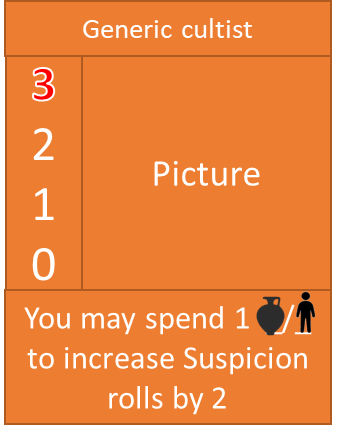 Generic cultist
3
2
1
0
Picture
You may spend 1 /
to increase Suspicion
rolls by 2